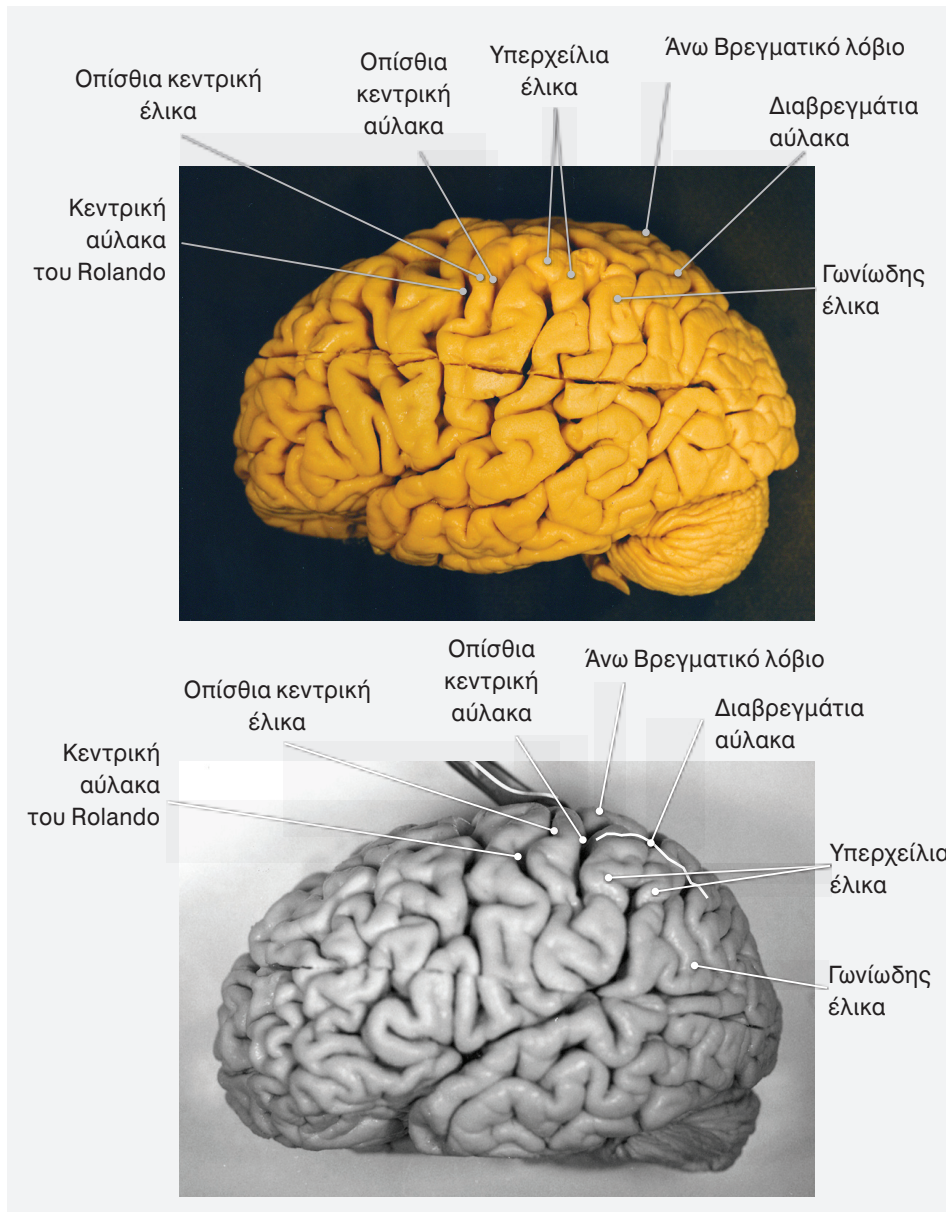 Οπίσθια κεντρική
έλικα
Οπίσθια
κεντρική
αύλακα
Υπερχείλια
έλικα
Άνω Βρεγματικό λόβιο
Διαβρεγμάτια
αύλακα
Κεντρική
αύλακα
του Rolando
Γωνίωδης
έλικα
Οπίσθια κεντρική
έλικα
Οπίσθια
κεντρική
αύλακα
Άνω Βρεγματικό λόβιο
Διαβρεγμάτια
αύλακα
Κεντρική
αύλακα
του Rolando
Υπερχείλια
έλικα
Γωνίωδης
έλικα